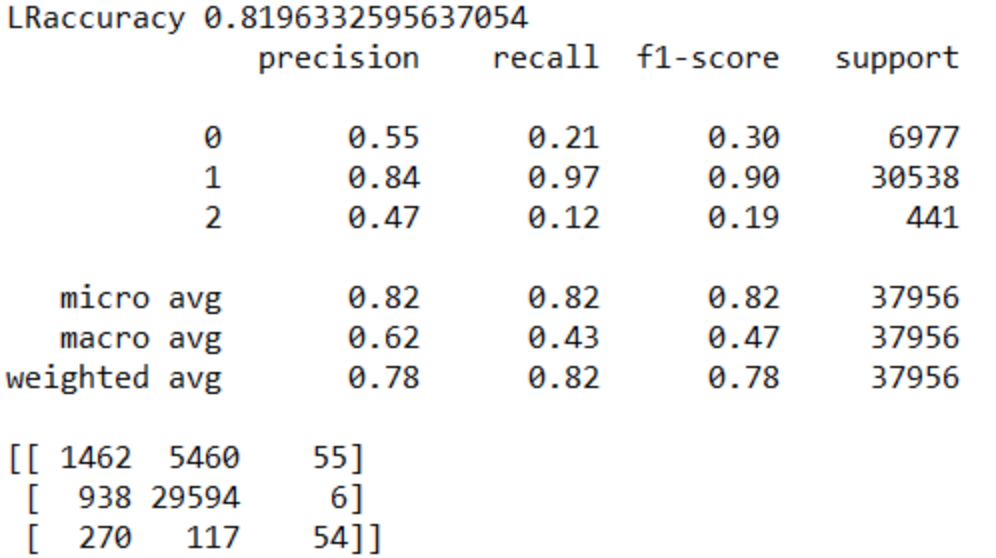 LRaccuracy 0.8196332595637054
precision recall f1-score support
0 0.55 0.21 0.30 6977
1 0.84 0.97 0.90 30538
2 0.47 0.12 0.19 441
micro avg 0.82 0.82 0.82 37956
macro avg 0.62 0.43 0.47 37956
weighted avg 0.78 0.82 0.78 37956
[[ 1462 5460 55]
[ 938 29594 6]
[ 270 117 54]]